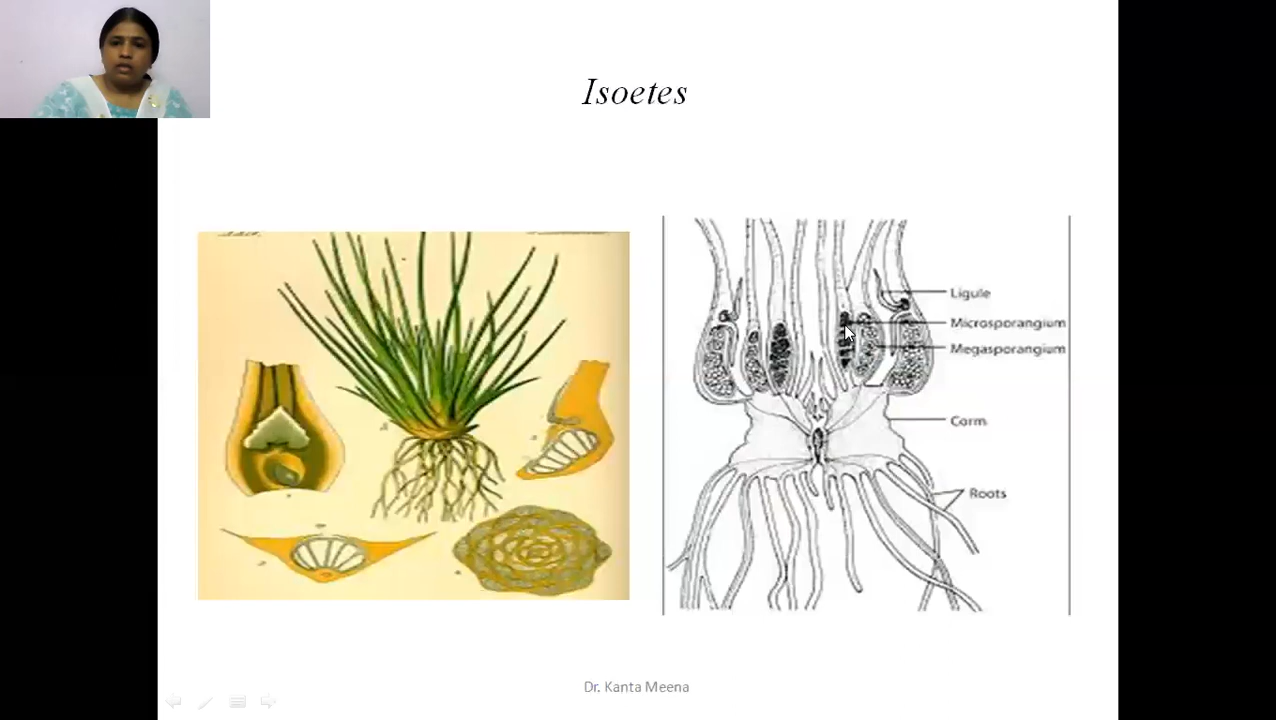 Isoetes
Ligule
Microsporangium
Megasporangium
Corm
Roots
Dr. Kanta Meena